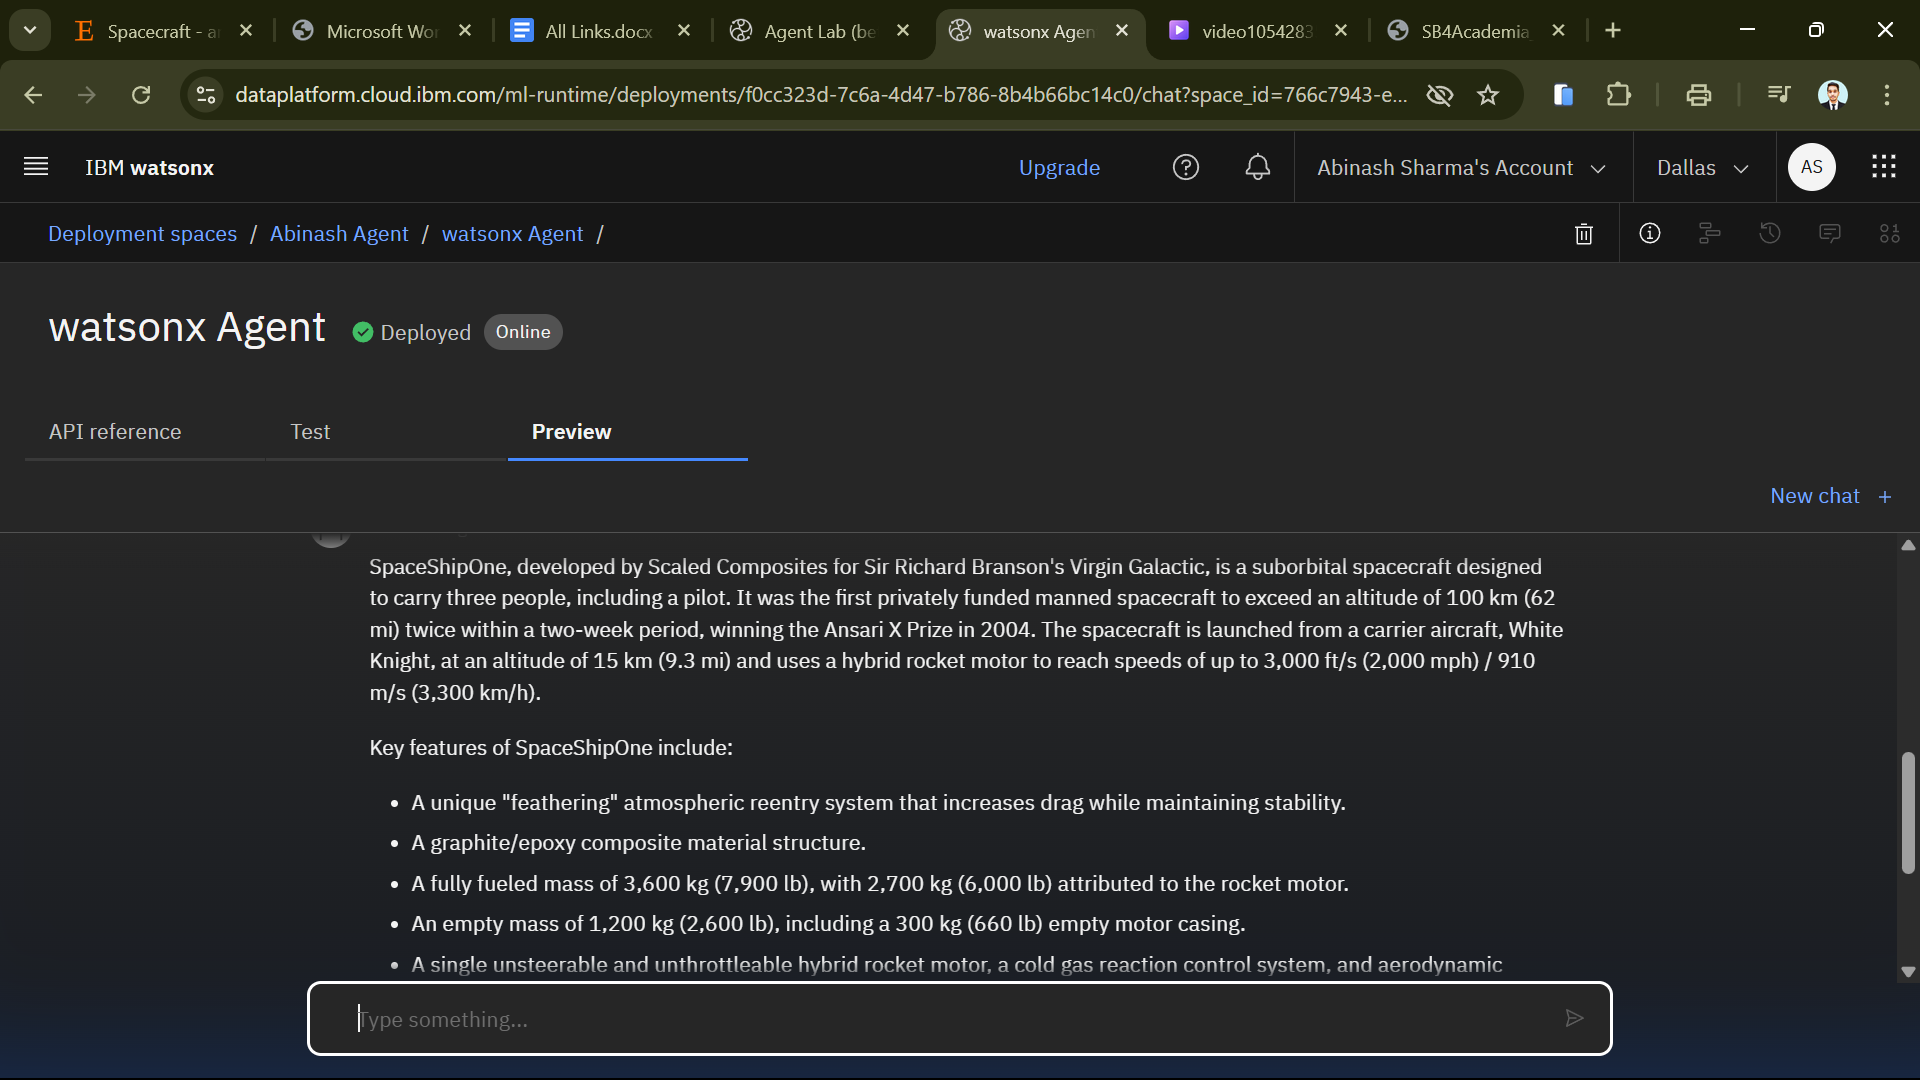 Spacecraft - a
Microsoft Wor
All Links.docx
Agent Lab (be
watsonx Agen
video1054283
SB4Academia
dataplatform.cloud.ibm.com/ml-runtime/deployments/f0cc323d-7c6a-4d47-b786-8b4b66bc14c0/chat?space_id=766c7943-e...
IBM watsonx
Upgrade
Abinash Sharma's Account
Dallas
AS
Deployment spaces / Abinash Agent / watsonx Agent /
watsonx Agent
Deployed
Online
API reference
Test
Preview
New chat +
SpaceShipOne, developed by Scaled Composites for Sir Richard Branson's Virgin Galactic, is a suborbital spacecraft designed
to carry three people, including a pilot. It was the first privately funded manned spacecraft to exceed an altitude of 100 km (62
mi) twice within a two-week period, winning the Ansari X Prize in 2004. The spacecraft is launched from a carrier aircraft, White
Knight, at an altitude of 15 km (9.3 mi) and uses a hybrid rocket motor to reach speeds of up to 3,000 ft/s (2,000 mph) / 910
m/s (3,300 km/h).
Key features of SpaceShipOne include:
• A unique "feathering" atmospheric reentry system that increases drag while maintaining stability.
• A graphite/epoxy composite material structure.
• A fully fueled mass of 3,600 kg (7,900 lb), with 2,700 kg (6,000 lb) attributed to the rocket motor.
• An empty mass of 1,200 kg (2,600 lb), including a 300 kg (660 lb) empty motor casing.
• A single unsteerable and unthrottleable hybrid rocket motor, a cold gas reaction control system, and aerodynamic
Type something...